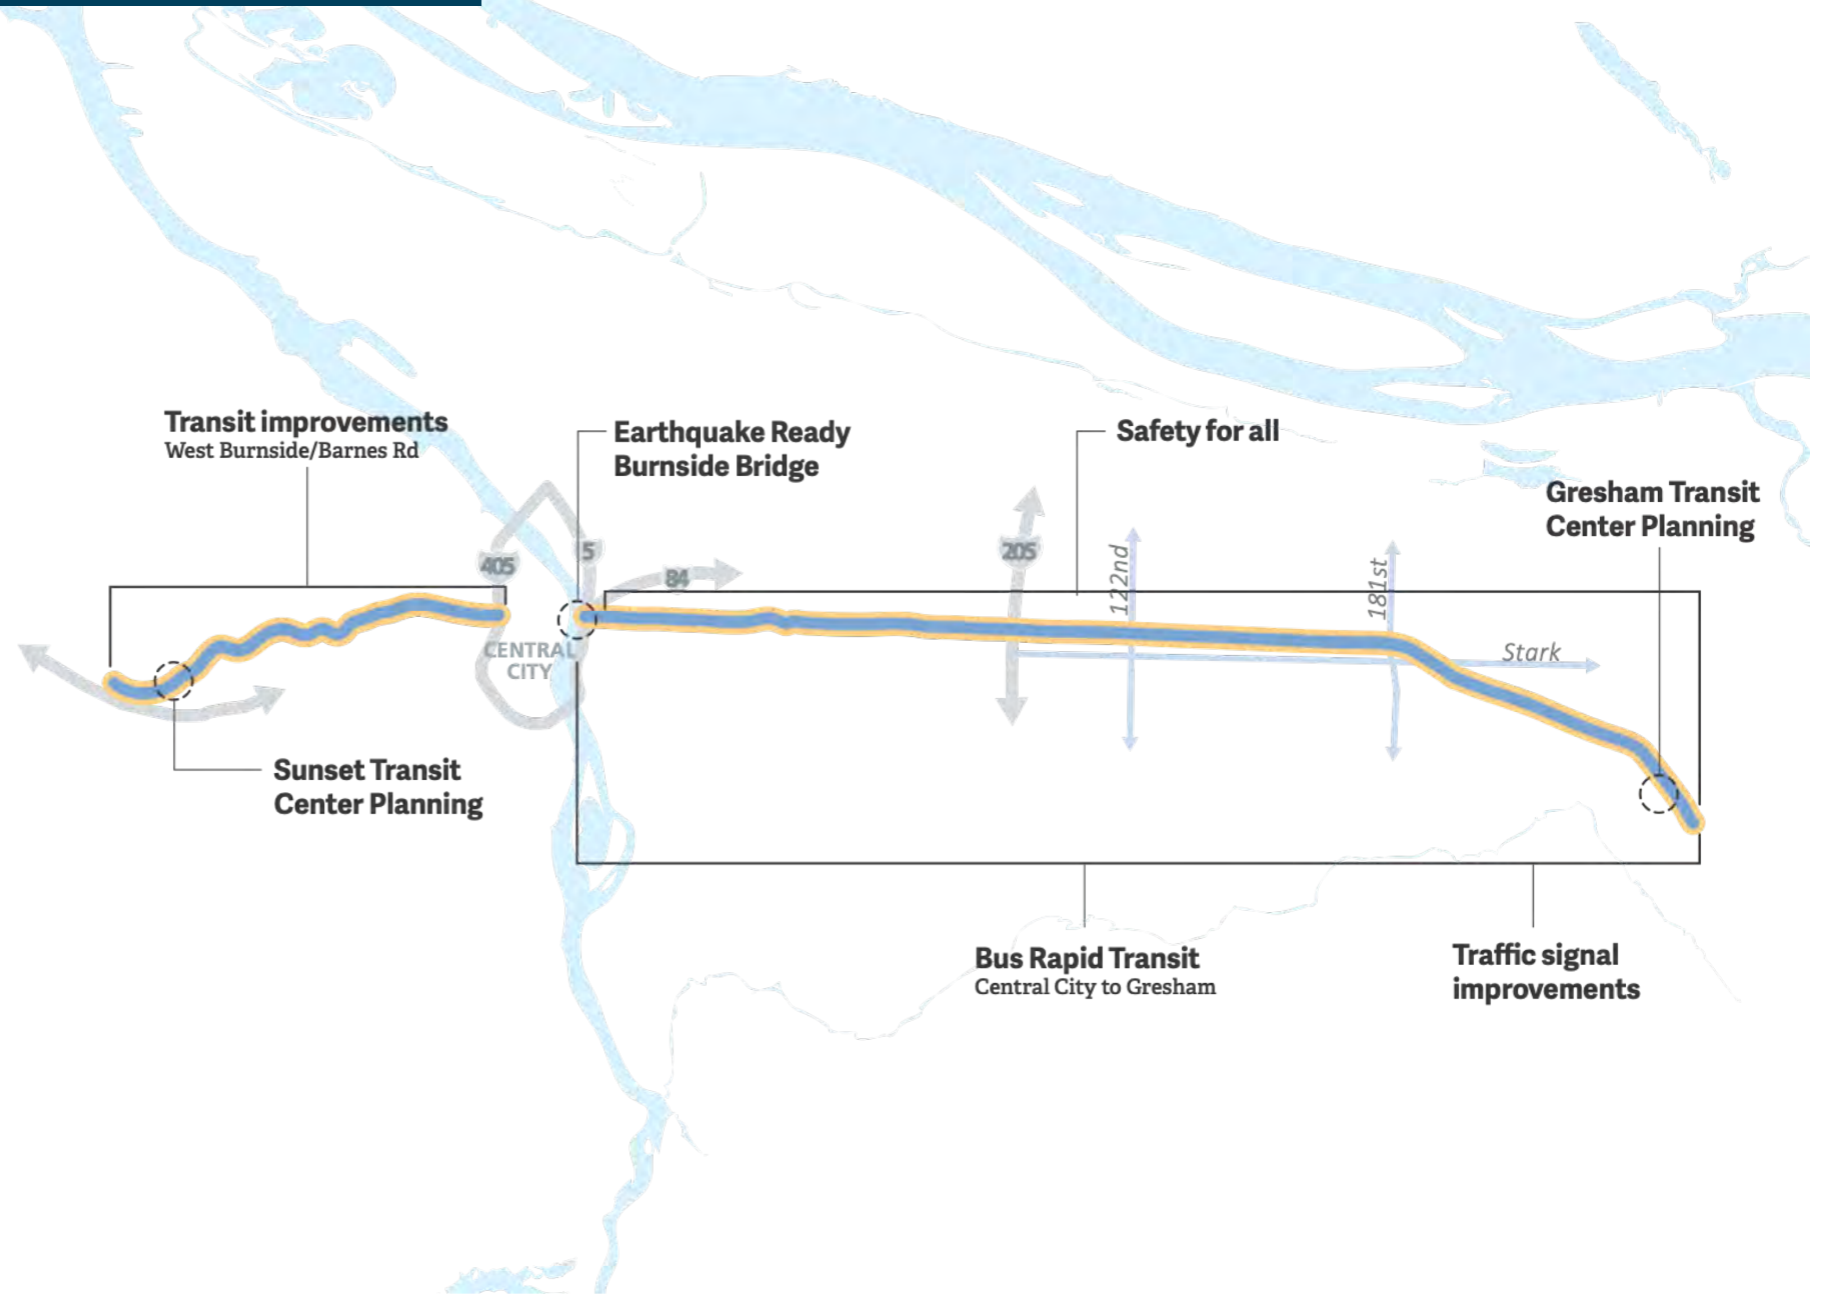 Transit improvements
West Burnside/Barnes Rd
Earthquake Ready
Burnside Bridge
Safety for all
Gresham Transit
Center Planning
405
5
84
205
122nd
181st
CENTRAL
CITY
Stark
Sunset Transit
Center Planning
Bus Rapid Transit
Central City to Gresham
Traffic signal
improvements